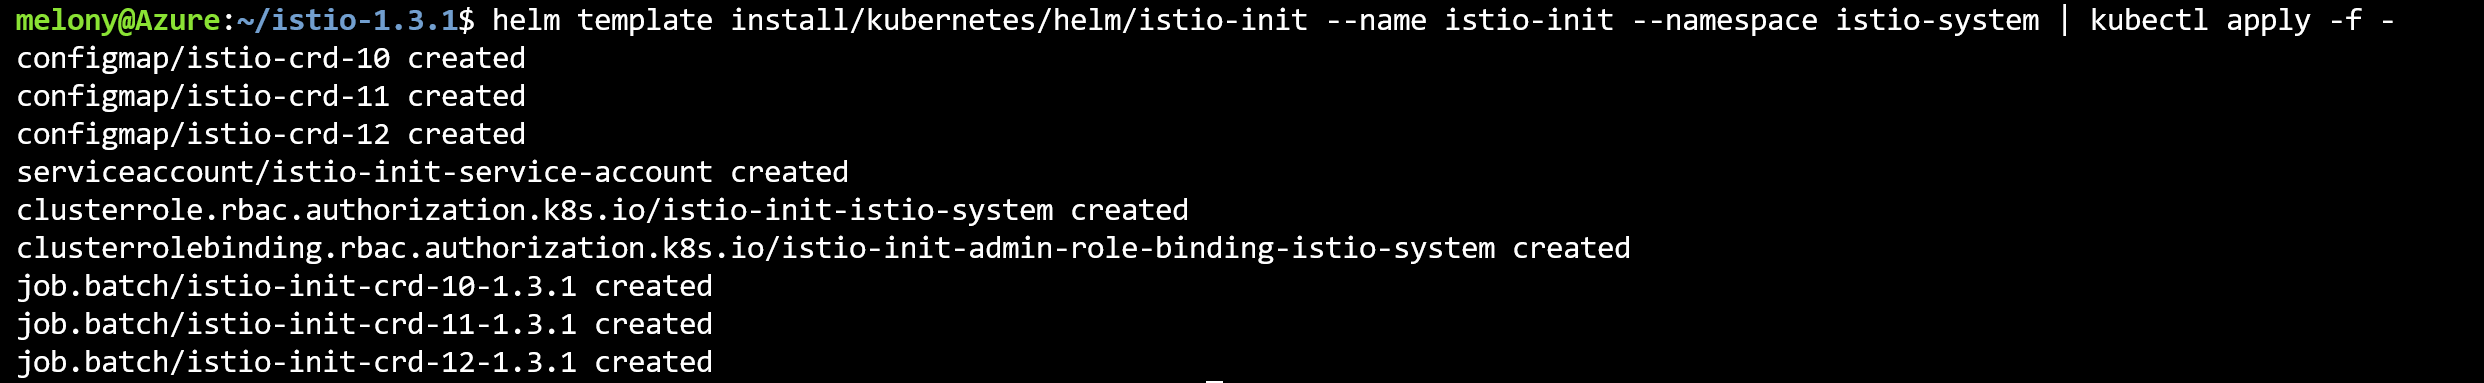 melony@Azure:~/istio-1.3.1$ helm template install/kubernetes/helm/istio-init --name istio-init --namespace istio-system | kubectl apply -f -
configmap/istio-crd-10 created
configmap/istio-crd-11 created
configmap/istio-crd-12 created
serviceaccount/istio-init-service-account created
clusterrole.rbac.authorization.k8s.io/istio-init-istio-system created
clusterrolebinding.rbac.authorization.k8s.io/istio-init-admin-role-binding-istio-system created
job.batch/istio-init-crd-10-1.3.1 created
job.batch/istio-init-crd-11-1.3.1 created
job.batch/istio-init-crd-12-1.3.1 created